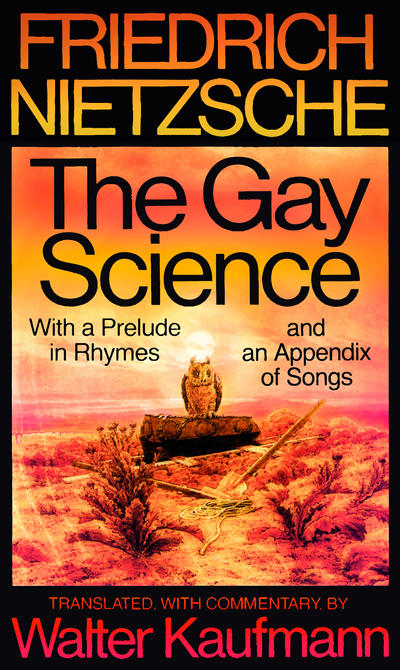 FRIEDRICH
NIETZSCHE
The Gay
Science
With a Prelude
in Rhymes
and
an Appendix
of Songs
TRANSLATED, WITH COMMENTARY, BY
Walter Kaufmann